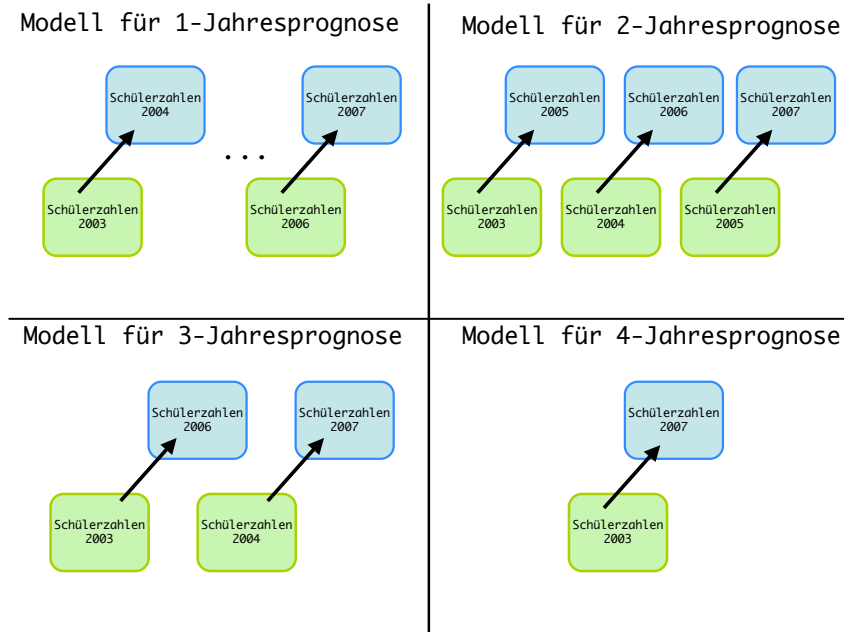 Modell für 1-Jahresprognose
Schülerzahlen
2004
Schülerzahlen
2007
...
Schülerzahlen
2003
Schülerzahlen
2006
Modell für 2-Jahresprognose
Schülerzahlen
2005
Schülerzahlen
2006
Schülerzahlen
2007
Schülerzahlen
2003
Schülerzahlen
2004
Schülerzahlen
2005
Modell für 3-Jahresprognose
Schülerzahlen
2006
Schülerzahlen
2007
Schülerzahlen
2003
Schülerzahlen
2004
Modell für 4-Jahresprognose
Schülerzahlen
2007
Schülerzahlen
2003